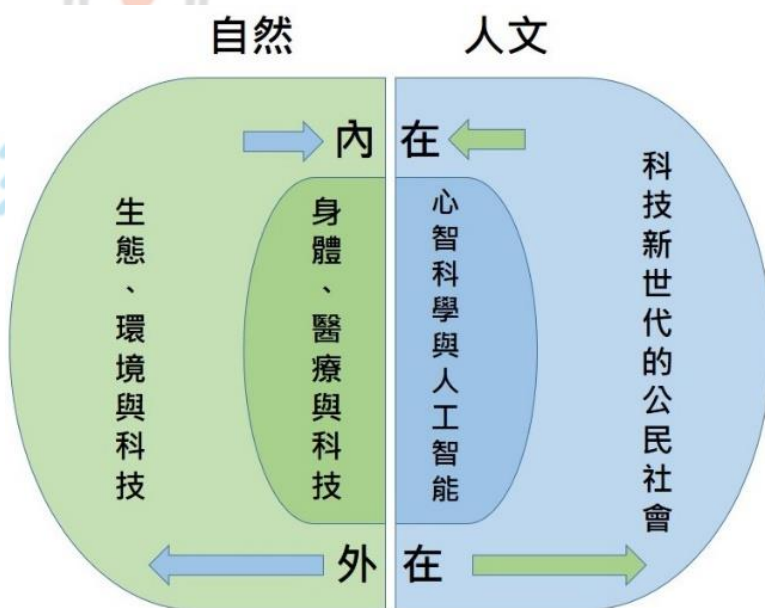 自然 人文
內在
生態、環境與科技
身體、醫療與科技
心智科學與人工智能
科技新世代的公民社會
外在